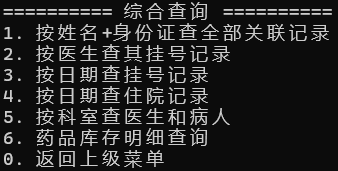 ========== 综合查询 ==========
1. 按姓名+身份证查全部关联记录
2. 按医生查其挂号记录
3. 按日期查挂号记录
4. 按日期查住院记录
5. 按科室查医生和病人
6. 药品库存明细查询
0. 返回上级菜单